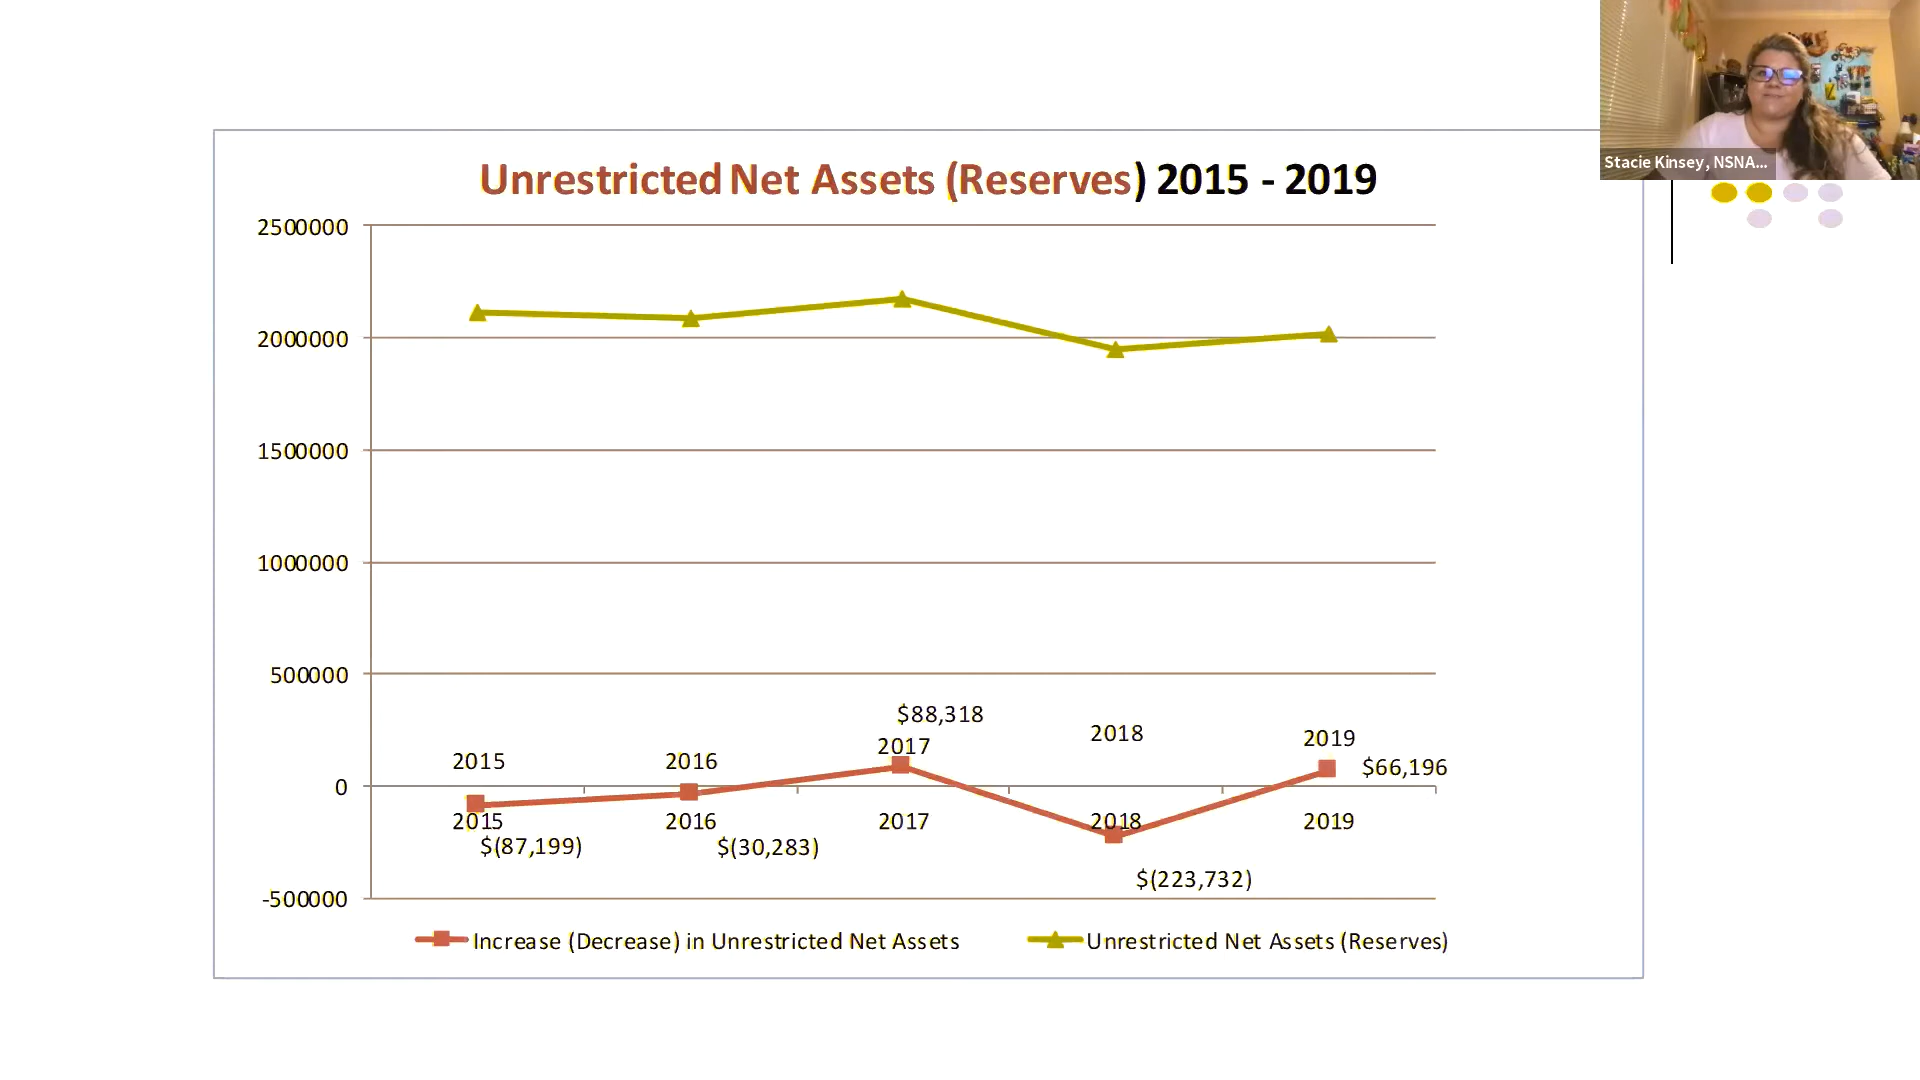 Stacie Kinsey, NSNA...
Unrestricted Net Assets (Reserves) 2015 - 2019
2500000
2000000
1500000
1000000
500000
0
-500000
$88,318
2015 2016 2017 2018 2019
$66,196
2015 2016 2017 2018 2019
$(87,199) $(30,283)
$(223,732)
Increase (Decrease) in Unrestricted Net Assets Unrestricted Net Assets (Reserves)